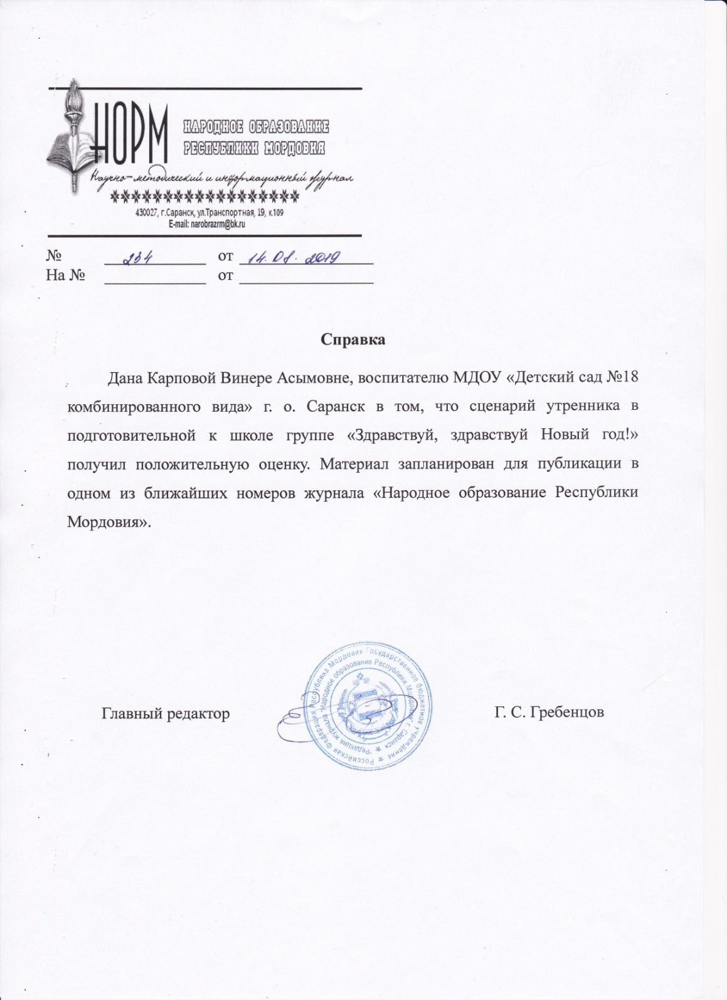 НОРМ
НАРОДНОЕ ОБРАЗОВАНИЕ
РЕСПУБЛИКИ МОРДОВИЯ
Научно-методический и информационный журнал
430027, г.Саранск, ул.Транспортная, 19, к.109
E-mail: narobrazrm@bk.ru
№ 234 от 14.08.2019
На № от
Справка
Дана Карповой Винере Асымовне, воспитателю МДОУ «Детский сад №18
комбинированного вида» г. о. Саранск в том, что сценарий утренника в
подготовительной к школе группе «Здравствуй, здравствуй Новый год!»
получил положительную оценку. Материал запланирован для публикации в
одном из ближайших номеров журнала «Народное образование Республики
Мордовия».
Российская Федерация Республика Мордовия Государственное бюджетное учреждение
"Редакция журнала "Народное образование Республики Мордовия" г. Саранск
Главный редактор Г. С. Гребенцов